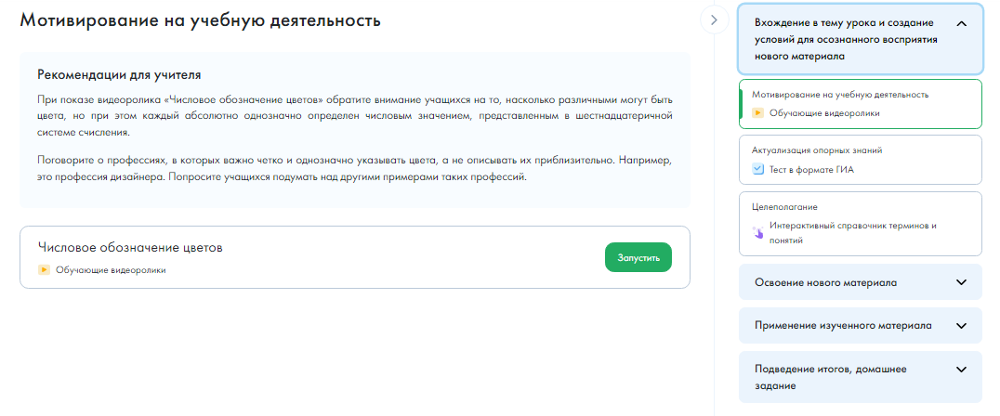 Мотивирование на учебную деятельность
Рекомендации для учителя
При показе видеоролика «Числовое обозначение цветов» обратите внимание учащихся на то, насколько различными могут быть
цвета, но при этом каждый абсолютно однозначно определен числовым значением, представленным в шестнадцатеричной
системе счисления.
Поговорите о профессиях, в которых важно четко и однозначно указывать цвета, а не описывать их приблизительно. Например,
это профессия дизайнера. Попросите учащихся подумать над другими примерами таких профессий.
Числовое обозначение цветов
Обучающие видеоролики
Запустить
Вхождение в тему урока и создание
условий для осознанного восприятия
нового материала
Мотивирование на учебную деятельность
Обучающие видеоролики
Актуализация опорных знаний
Тест в формате ГИА
Целеполагание
Интерактивный справочник терминов и
понятий
Освоение нового материала
Применение изученного материала
Подведение итогов, домашнее
задание